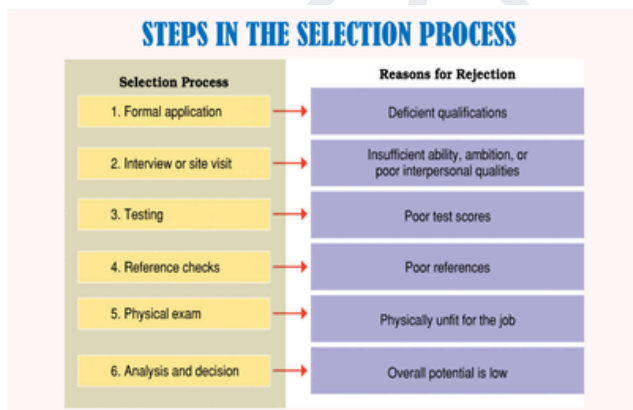 STEPS IN THE SELECTION PROCESS
Selection Process
Reasons for Rejection
1. Formal application
Deficient qualifications
2. Interview or site visit
Insufficient ability, ambition, or
poor interpersonal qualities
3. Testing
Poor test scores
4. Reference checks
Poor references
5. Physical exam
Physically unfit for the job
6. Analysis and decision
Overall potential is low